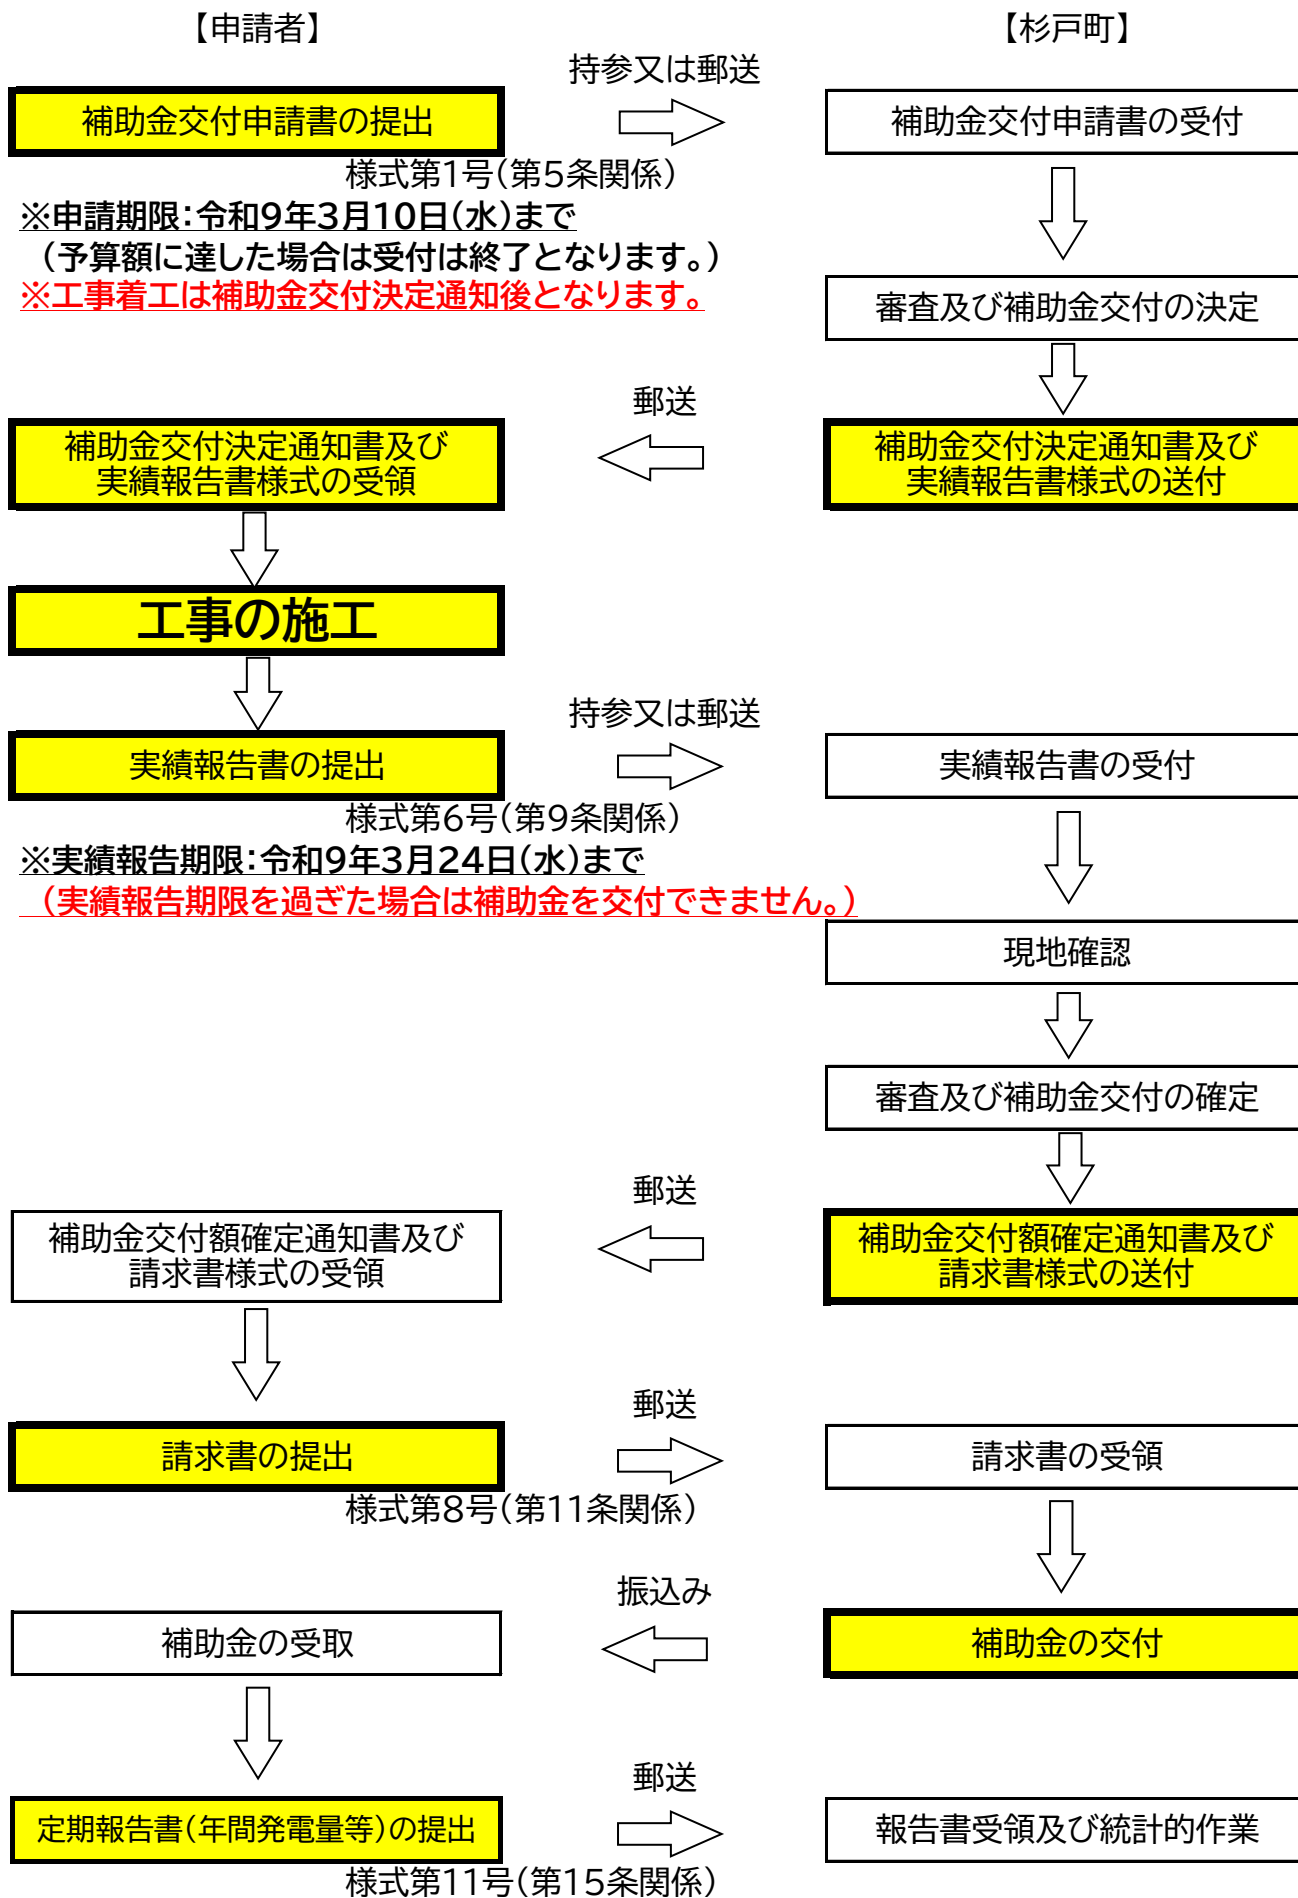 【申請者】
【杉戸町】
持参又は郵送
補助金交付申請書の提出
補助金交付申請書の受付
様式第1号(第5条関係)
※申請期限:令和9年3月10日(水)まで
(予算額に達した場合は受付は終了となります。)
※工事着工は補助金交付決定通知後となります。
審査及び補助金交付の決定
郵送
補助金交付決定通知書及び
実績報告書様式の受領
補助金交付決定通知書及び
実績報告書様式の送付
工事の施工
持参又は郵送
実績報告書の提出
実績報告書の受付
様式第6号(第9条関係)
※実績報告期限:令和9年3月24日(水)まで
(実績報告期限を過ぎた場合は補助金を交付できません。)
現地確認
審査及び補助金交付の確定
郵送
補助金交付額確定通知書及び
請求書様式の受領
補助金交付額確定通知書及び
請求書様式の送付
郵送
請求書の提出
請求書の受領
様式第8号(第11条関係)
振込み
補助金の受取
補助金の交付
郵送
定期報告書(年間発電量等)の提出
報告書受領及び統計的作業
様式第11号(第15条関係)